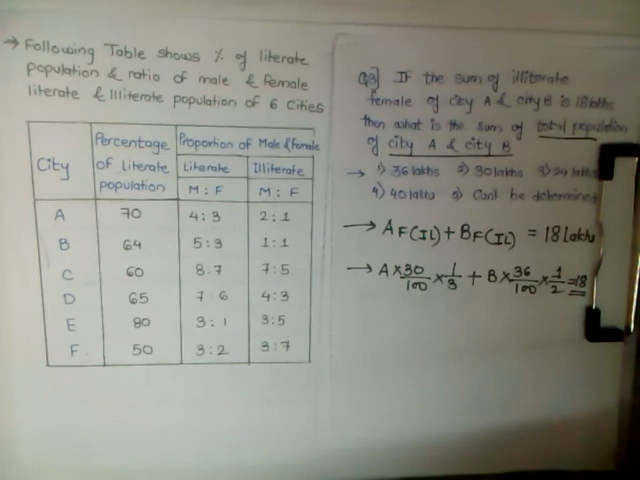 → Following Table shows % of literate
population & ratio of male & Female
literate & Illiterate population of 6 Cities
City
Percentage of literate population
Proportion of Male & Female
Literate
Illiterate
M : F
M : F
A 70 4:3 2:1
B 64 5:3 1:1
C 60 8:7 7:5
D 65 7:6 4:3
E 80 3:1 3:5
F. 50 3:2 3:7
Q3] IF the sum of illiterate
female of city A & city B is 18 lakhs
then what is the sum of total population
of city A & city B
→ 1) 36 lakhs 2) 30 lakhs 3) 24 lakhs
4) 40 lakhs 5) Can't be determined
→ AF(IL) + BF(IL) = 18 lakhs
→ A × 30/100 × 1/3 + B × 36/100 × 1/2 = 18